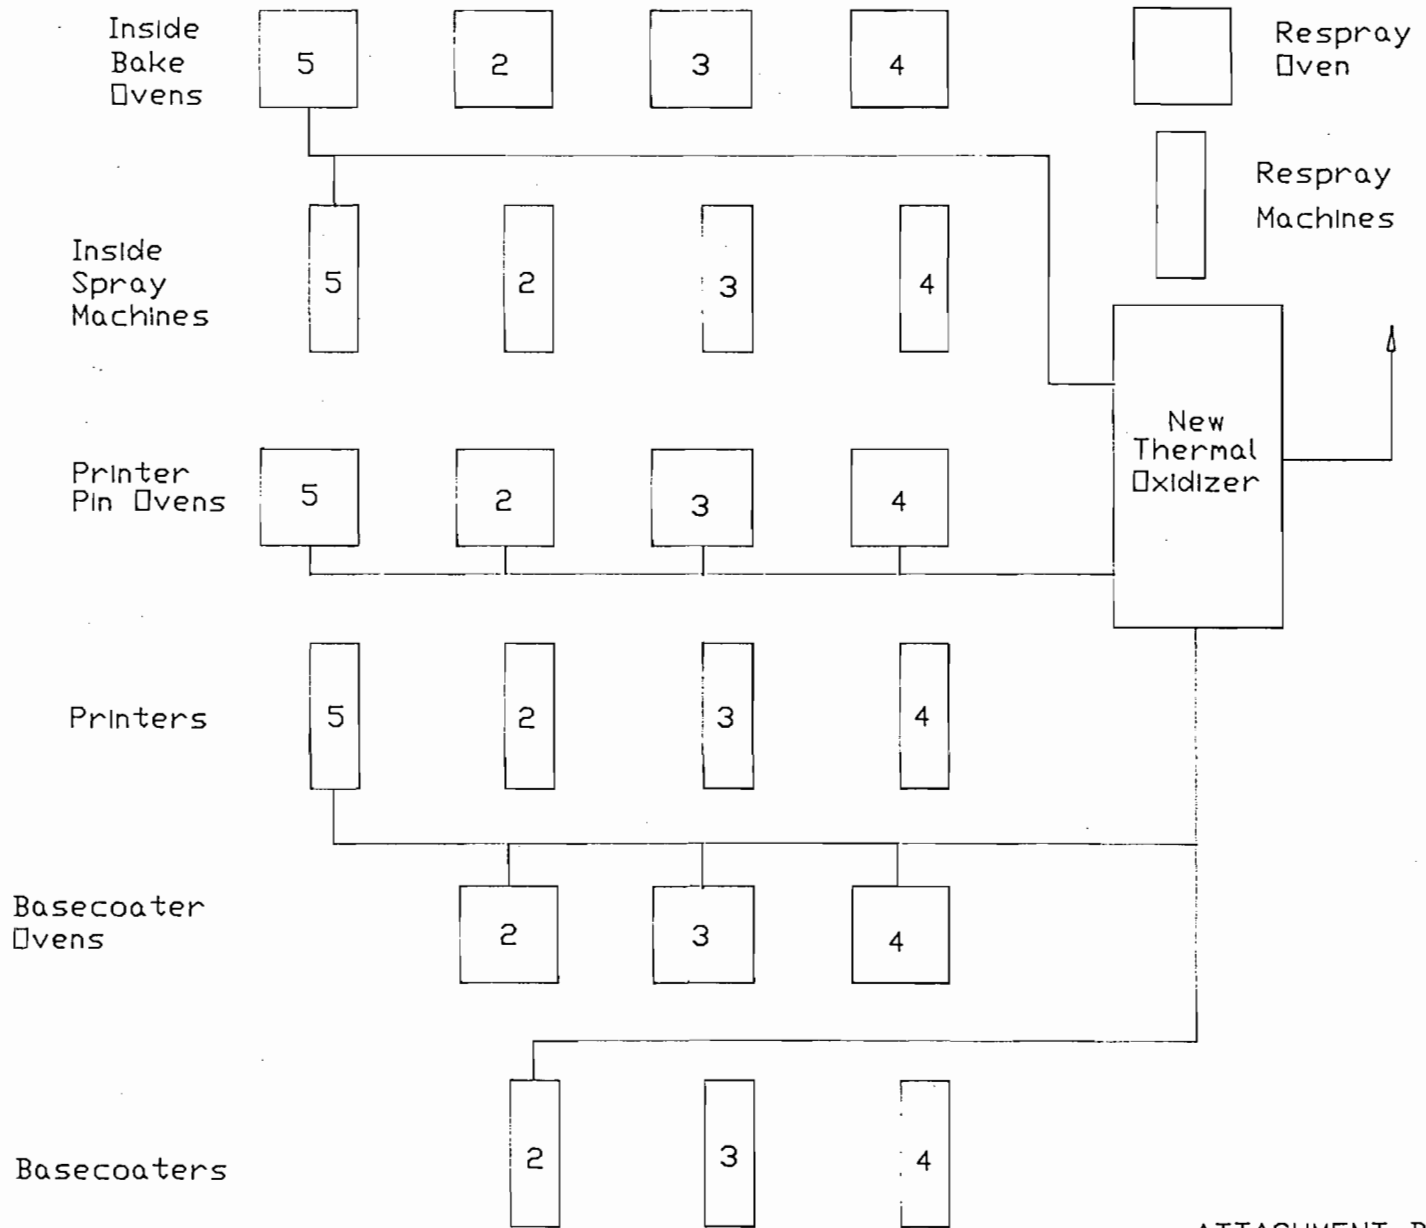 Inside
Bake
Ovens
5 2 3 4
Respray
Oven
Respray
Machines
Inside
Spray
Machines
5 2 3 4
Printer
Pin Ovens
5 2 3 4
New
Thermal
Oxidizer
Printers
5 2 3 4
Basecoater
Ovens
2 3 4
Basecoaters
2 3 4